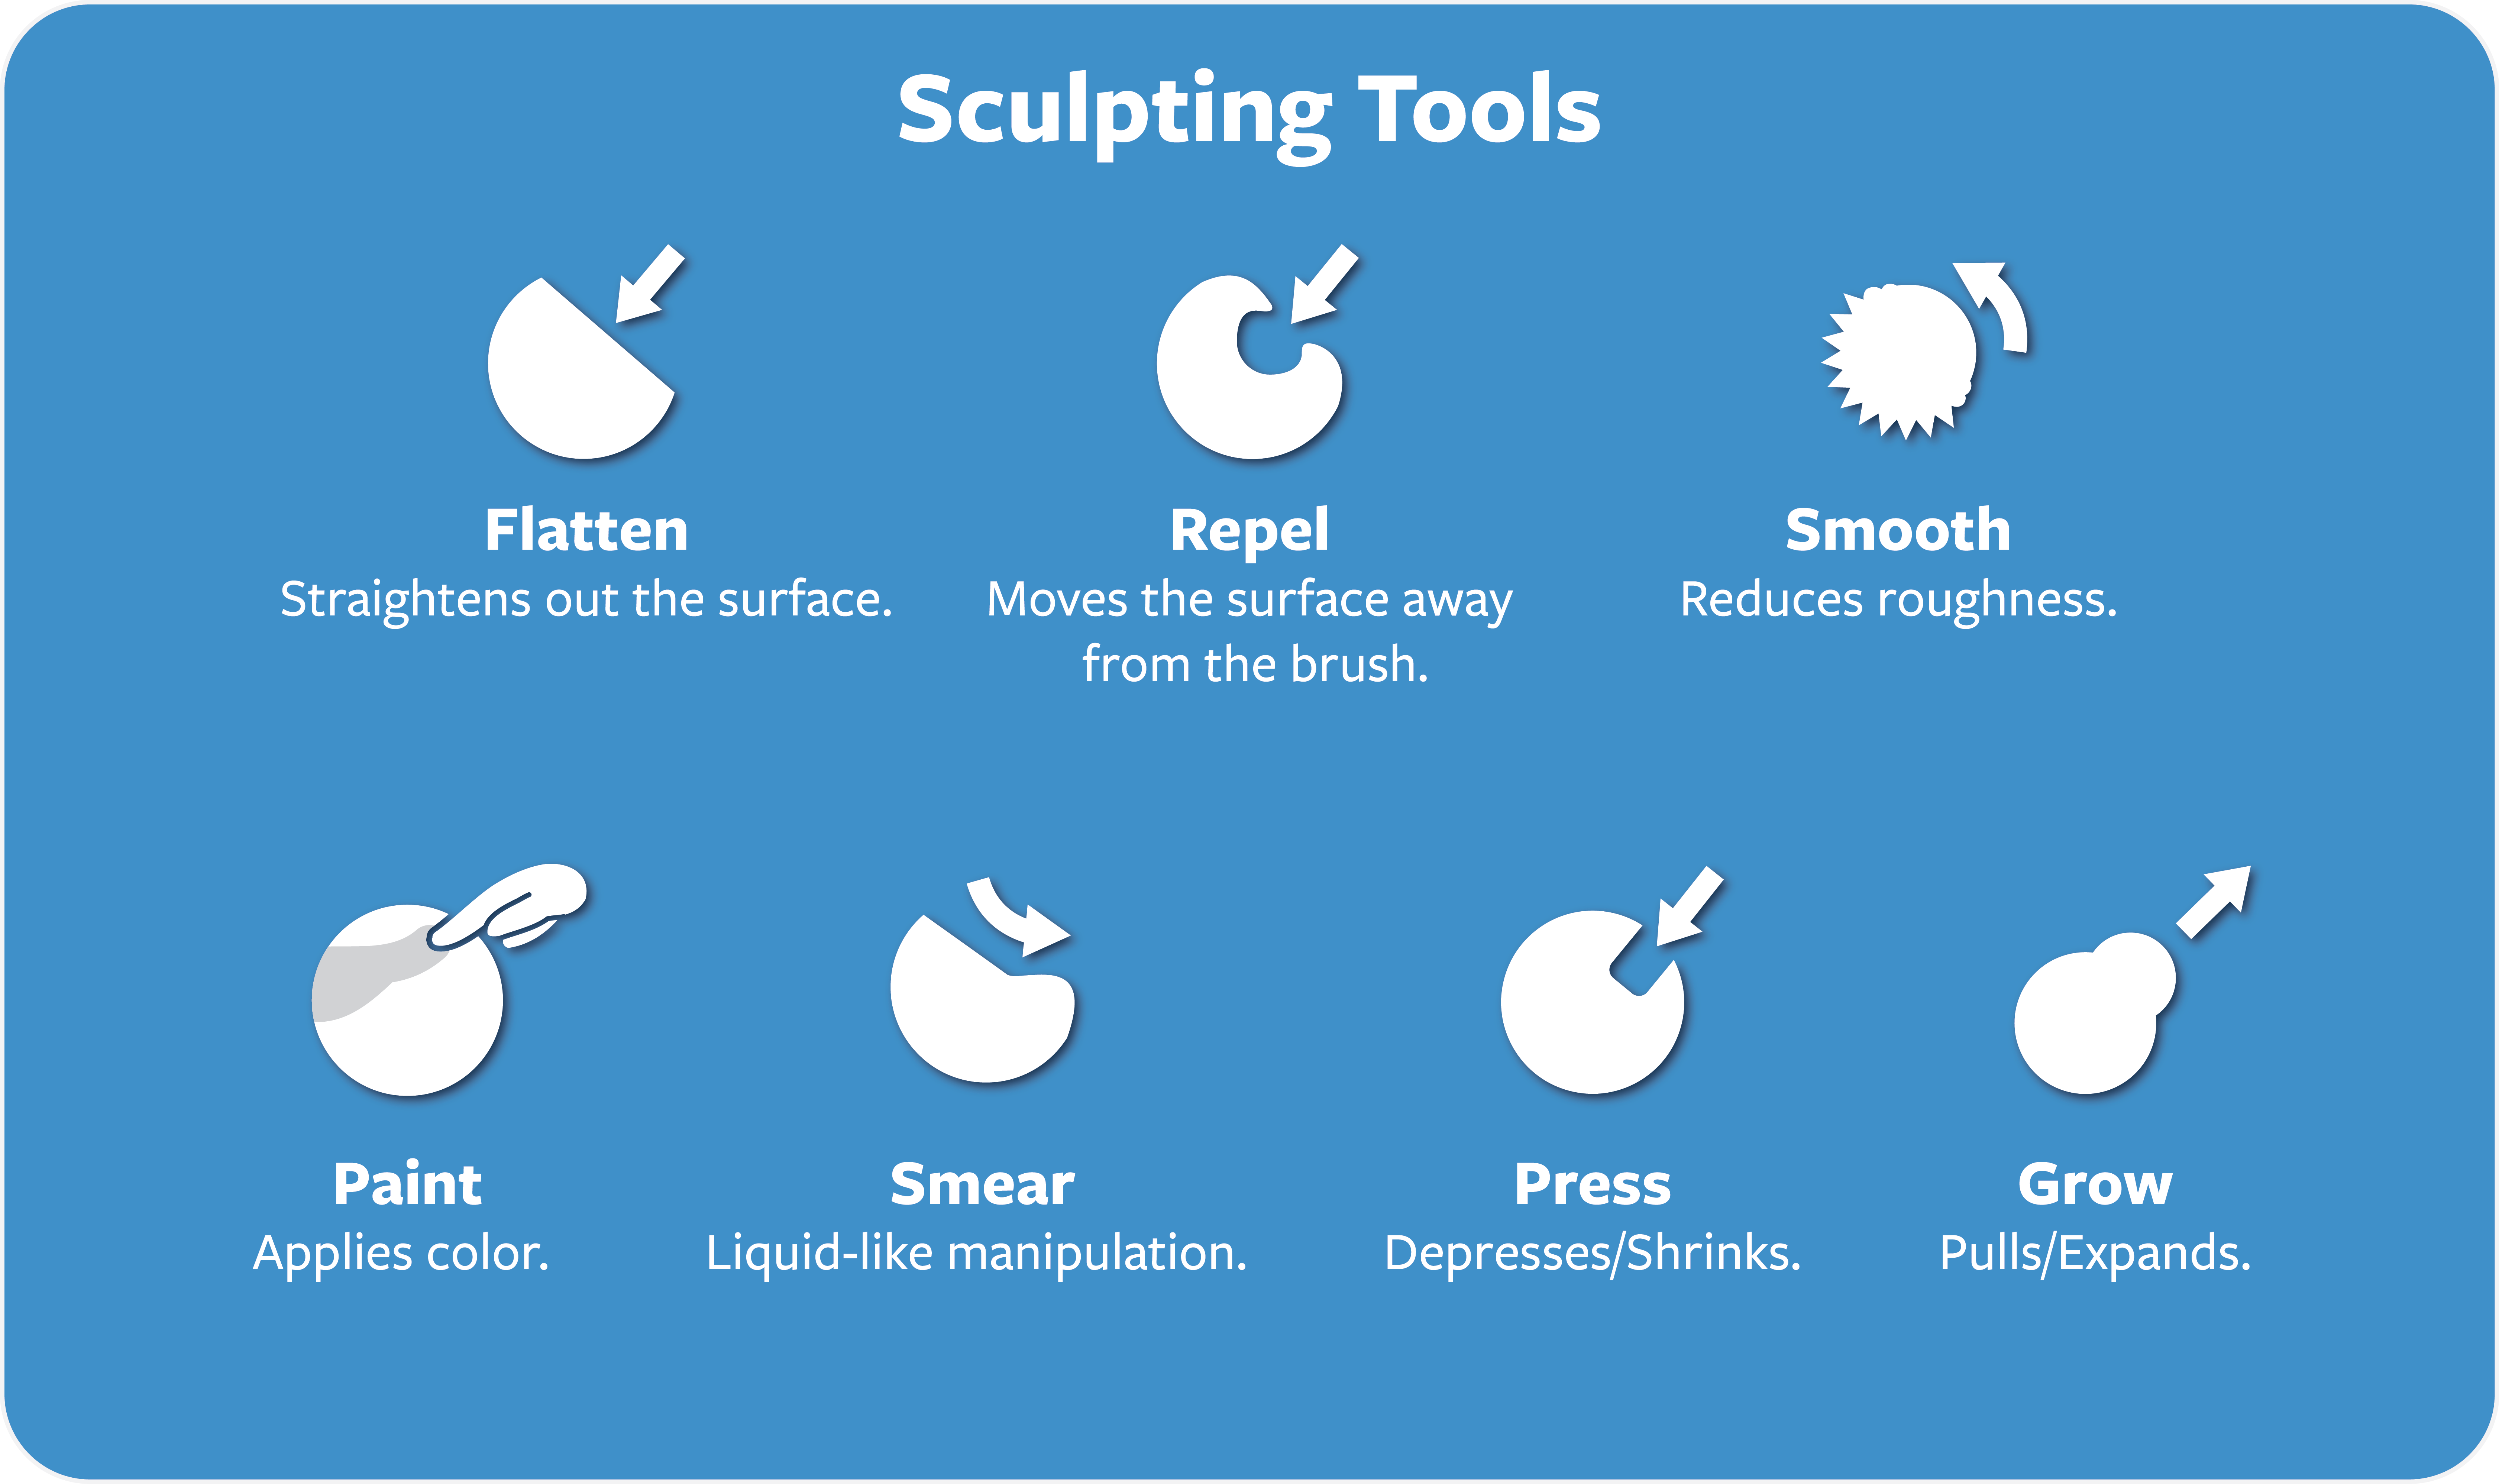 Sculpting Tools
Flatten
Straightens out the surface.
Repel
Moves the surface away
from the brush.
Smooth
Reduces roughness.
Paint
Applies color.
Smear
Liquid-like manipulation.
Press
Depresses/Shrinks.
Grow
Pulls/Expands.